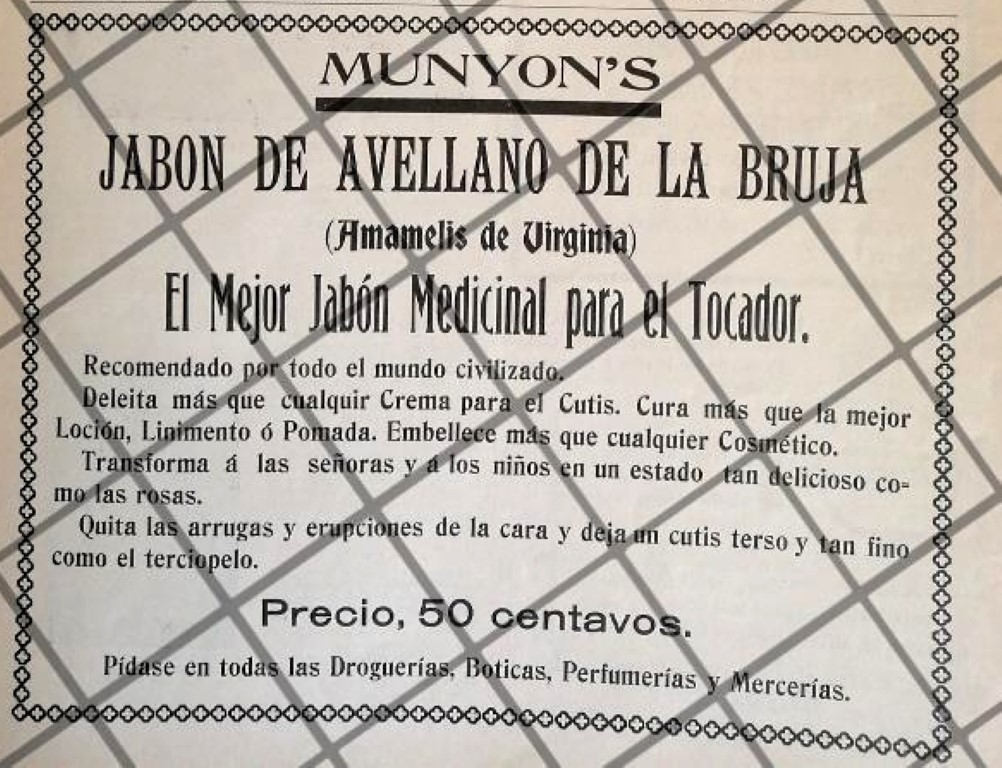 MUNYON'S
JABON DE AVELLANO DE LA BRUJA
(Amamelis de Virginia)
El Mejor Jabón Medicinal para el Tocador.
Recomendado por todo el mundo civilizado.
Deleita más que cualquir Crema para el Cutis. Cura más que la mejor
Loción, Linimento ó Pomada. Embellece más que cualquier Cosmético.
Transforma á las señoras y á los niños en un estado tan delicioso co-
mo las rosas.
Quita las arrugas y erupciones de la cara y deja un cutis terso y tan fino
como el terciopelo.
Precio, 50 centavos.
Pídase en todas las Droguerías, Boticas, Perfumerías y Mercerías.